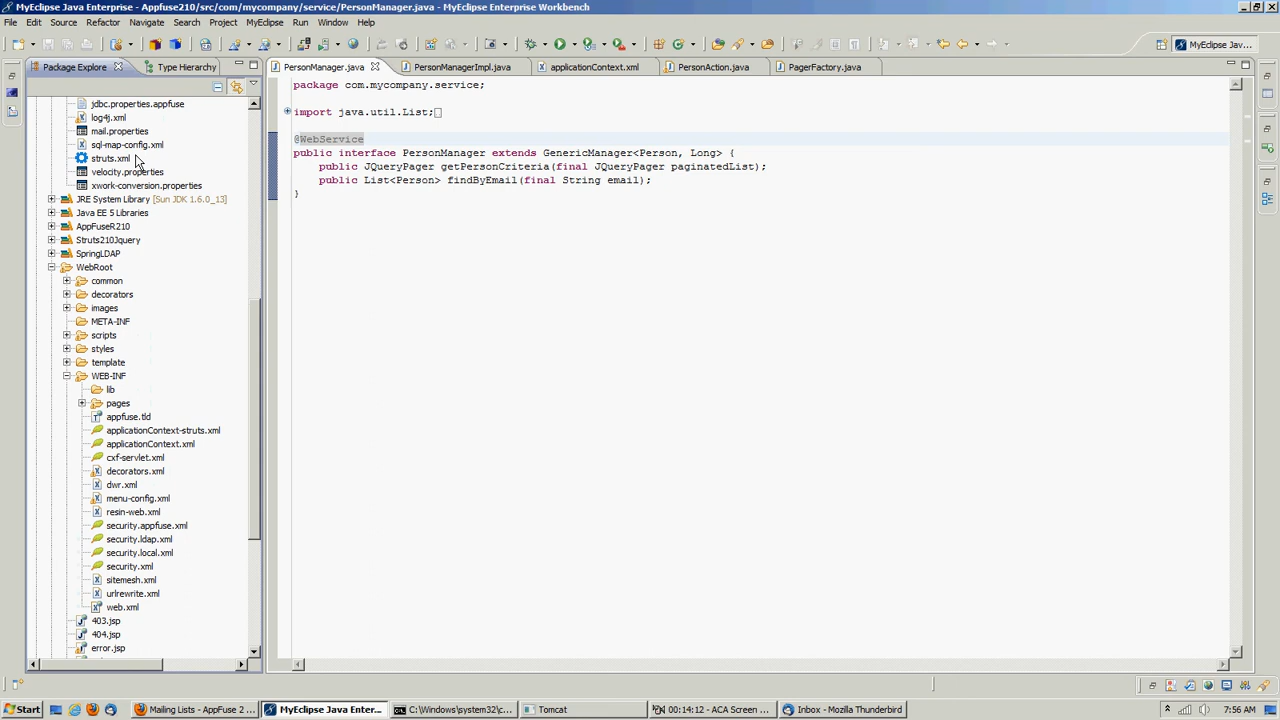 MyEclipse Java Enterprise - Appfuse210/src/com/mycompany/service/PersonManager.java - MyEclipse Enterprise Workbench
File Edit Source Refactor Navigate Search Project MyEclipse Run Window Help
MyEclipse Jav...
Package Explore
Type Hierarchy
PersonManager.java
PersonManagerImpl.java
applicationContext.xml
PersonAction.java
PagerFactory.java
jdbc.properties.appfuse
log4j.xml
mail.properties
sql-map-config.xml
struts.xml
velocity.properties
xwork-conversion.properties
JRE System Library [Sun JDK 1.6.0_13]
Java EE 5 Libraries
AppFuseR210
Struts210Jquery
SpringLDAP
WebRoot
common
decorators
images
META-INF
scripts
styles
template
WEB-INF
lib
pages
appfuse.tld
applicationContext-struts.xml
applicationContext.xml
cxf-servlet.xml
decorators.xml
dwr.xml
menu-config.xml
resin-web.xml
security.appfuse.xml
security.ldap.xml
security.local.xml
security.xml
sitemesh.xml
urlrewrite.xml
web.xml
403.jsp
404.jsp
error.jsp
package com.mycompany.service;
import java.util.List;
@WebService
public interface PersonManager extends GenericManager<Person, Long> {
public JQueryPager getPersonCriteria(final JQueryPager paginatedList);
public List<Person> findByEmail(final String email);
}
Start
Mailing Lists - AppFuse 2 ...
MyEclipse Java Enter...
C:\Windows\system32\c...
Tomcat
00:14:12 - ACA Screen ...
Inbox - Mozilla Thunderbird
7:56 AM